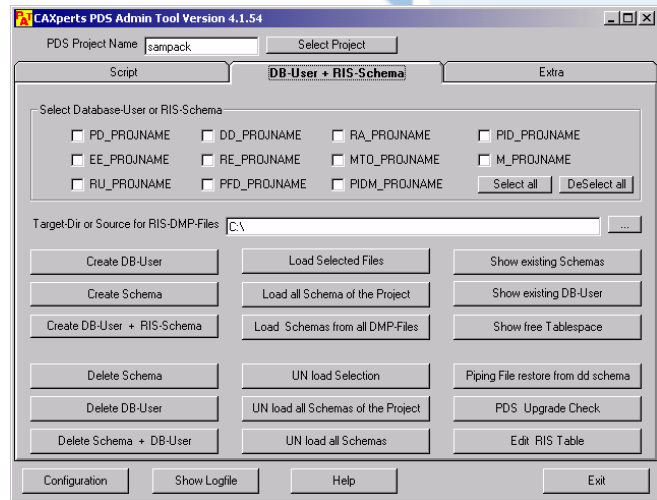 PAT CAXperts PDS Admin Tool Version 4.1.54
PDS Project Name sampack Select Project
Script DB-User + RIS-Schema Extra
Select Database-User or RIS-Schema
PD_PROJNAME DD_PROJNAME RA_PROJNAME PID_PROJNAME
EE_PROJNAME RE_PROJNAME MTO_PROJNAME M_PROJNAME
RU_PROJNAME PFD_PROJNAME PIDM_PROJNAME Select all DeSelect all
Target-Dir or Source for RIS-DMP-Files C:\ ...
Create DB-User Load Selected Files Show existing Schemas
Create Schema Load all Schema of the Project Show existing DB-User
Create DB-User + RIS-Schema Load Schemas from all DMP-Files Show free Tablespace
Delete Schema UN load Selection Piping File restore from dd schema
Delete DB-User UN load all Schemas of the Project PDS Upgrade Check
Delete Schema + DB-User UN load all Schemas Edit RIS Table
Configuration Show Logfile Help Exit